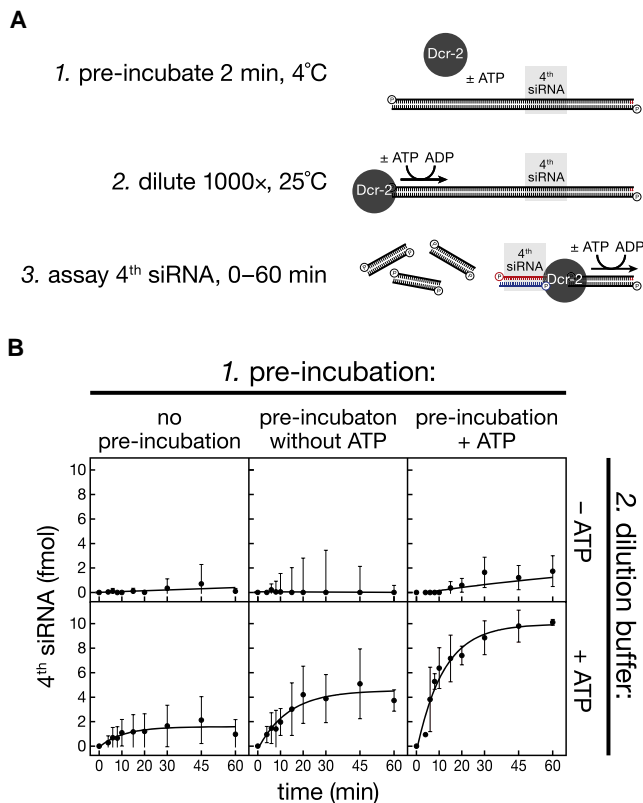 A
1. pre-incubate 2 min, 4°C
Dcr-2
± ATP
4th
siRNA
P
P
2. dilute 1000×, 25°C
± ATP ADP
Dcr-2
4th
siRNA
P
3. assay 4th siRNA, 0–60 min
P
P
P
P
P
P
4th
siRNA
± ATP ADP
P
P
Dcr-2
P
B
1. pre-incubation:
no
pre-incubation
pre-incubaton
without ATP
pre-incubation
+ ATP
10
8
6
4
2
0
– ATP
10
8
6
4
2
0
+ ATP
2. dilution buffer:
4th siRNA (fmol)
0 10 20 30 45 60
0 10 20 30 45 60
0 10 20 30 45 60
time (min)